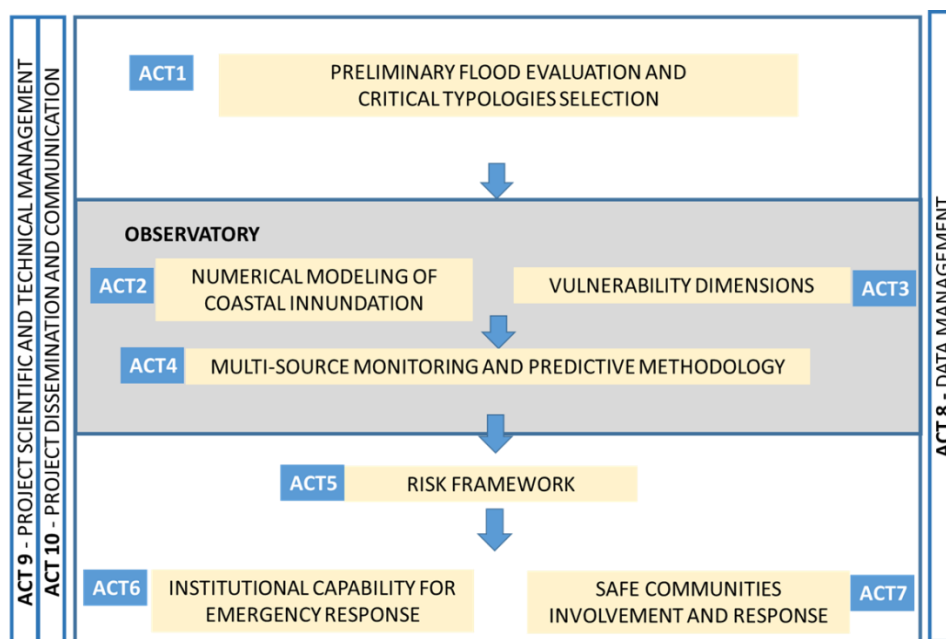 ACT 9 - PROJECT SCIENTIFIC AND TECHNICAL MANAGEMENT
ACT 10 - PROJECT DISSEMINATION AND COMMUNICATION
ACT1
PRELIMINARY FLOOD EVALUATION AND
CRITICAL TYPOLOGIES SELECTION
OBSERVATORY
ACT2
NUMERICAL MODELING OF
COASTAL INNUNDATION
VULNERABILITY DIMENSIONS
ACT3
ACT4
MULTI-SOURCE MONITORING AND PREDICTIVE METHODOLOGY
ACT5
RISK FRAMEWORK
ACT6
INSTITUTIONAL CAPABILITY FOR
EMERGENCY RESPONSE
SAFE COMMUNITIES
INVOLVEMENT AND RESPONSE
ACT7
ACT 8 - DATA MANAGEMENT